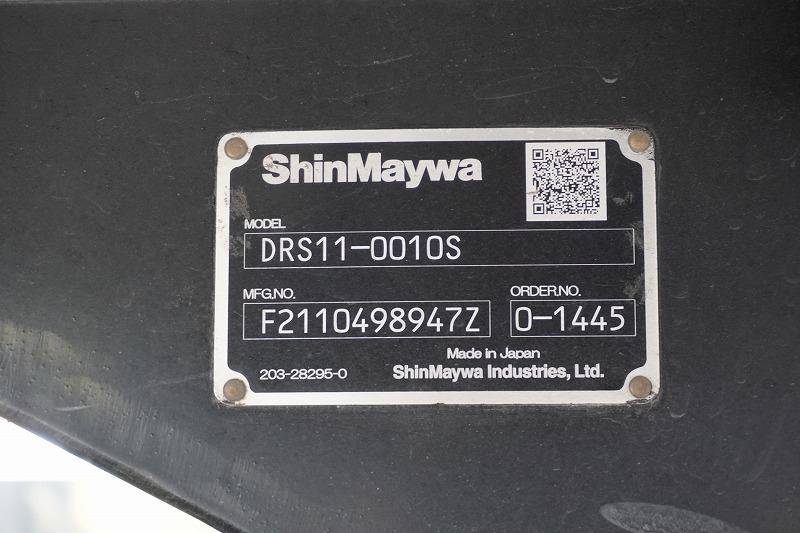 ShinMaywa
MODEL
DRS11-0010S
MFG.NO.
ORDER.NO.
F2110498947Z
0-1445
Made in Japan
203-28295-0
ShinMaywa Industries, Ltd.